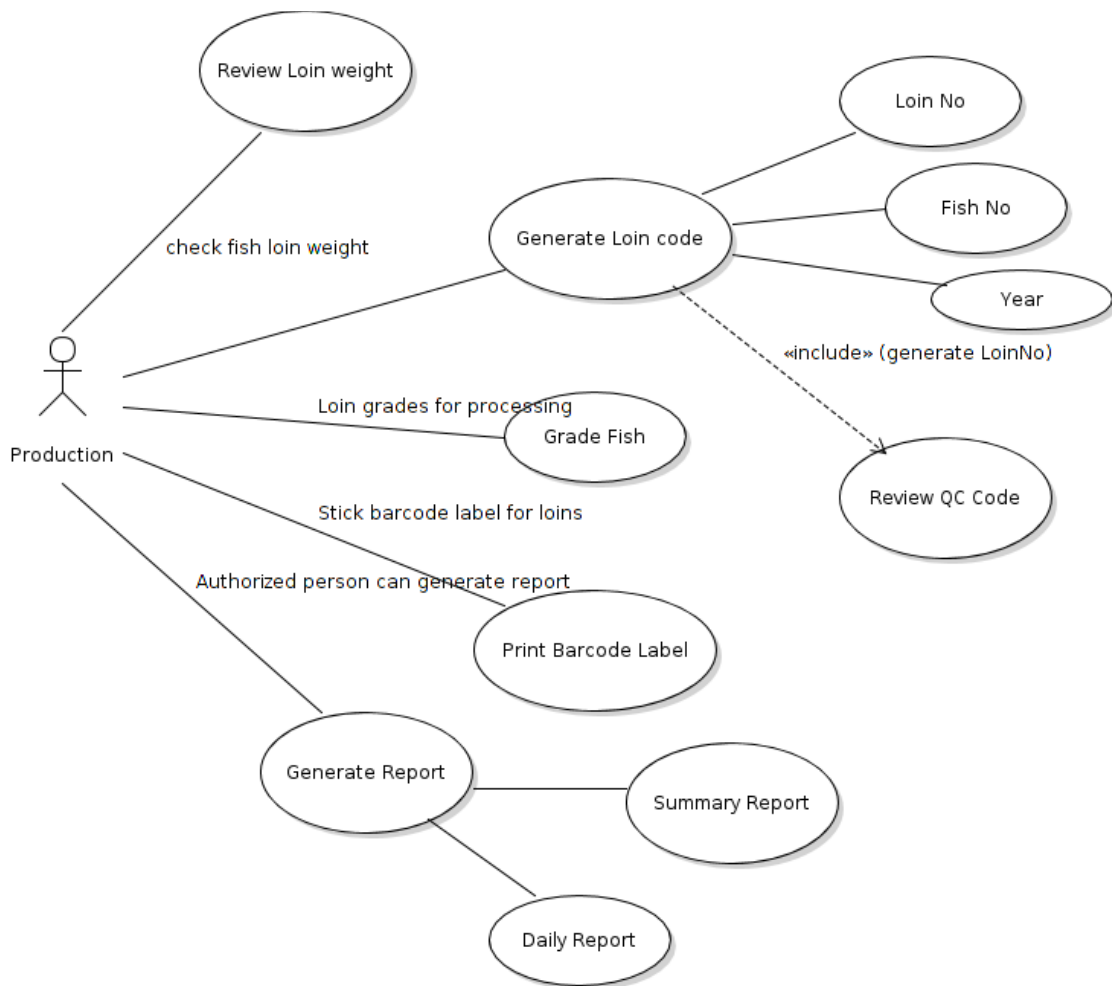 Review Loin weight
Loin No
Fish No
Generate Loin code
check fish loin weight
Year
«include» (generate LoinNo)
Loin grades for processing
Grade Fish
Production
Review QC Code
Stick barcode label for loins
Authorized person can generate report
Print Barcode Label
Generate Report
Summary Report
Daily Report